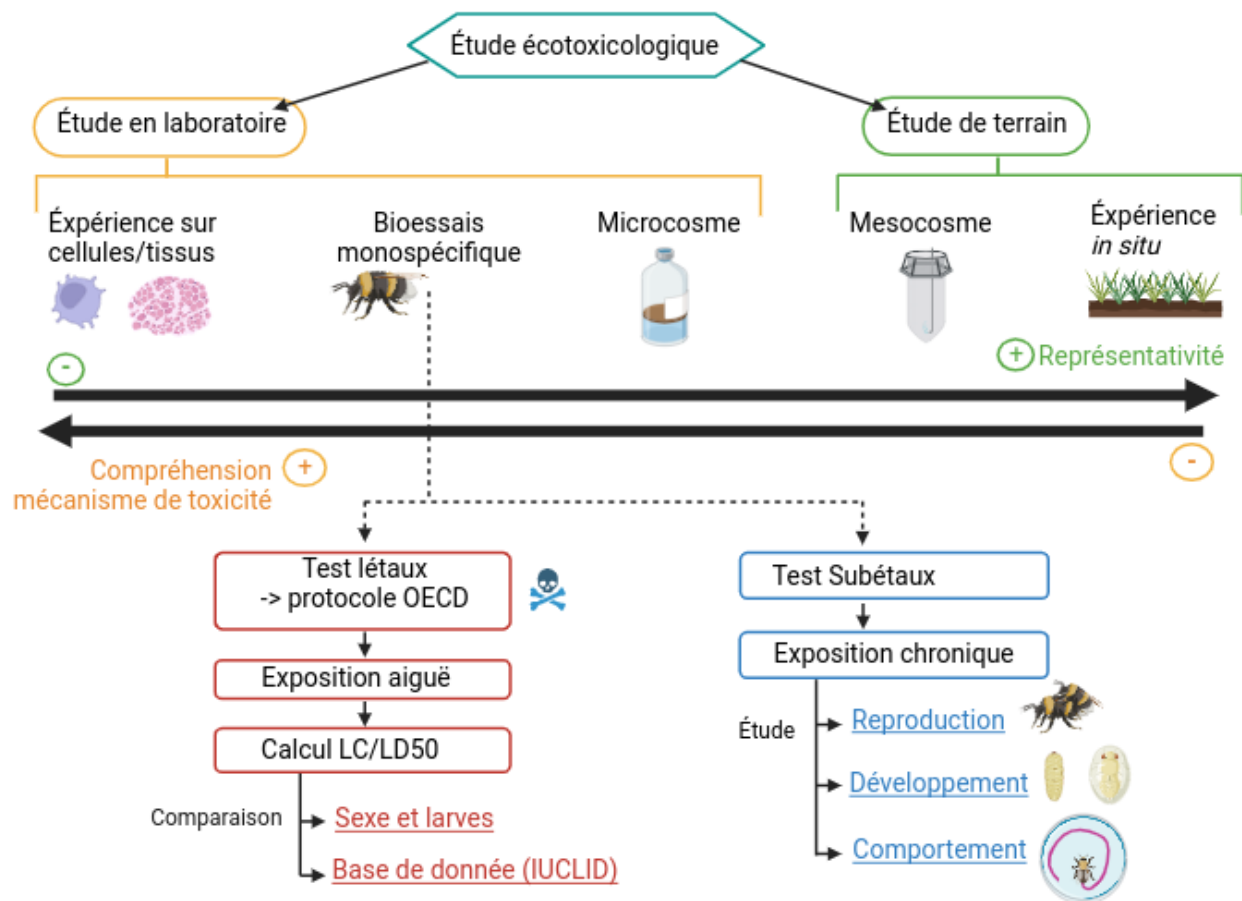 Étude écotoxicologique
Étude en laboratoire
Étude de terrain
Éxpérience sur
cellules/tissus
Bioessais
monospécifique
Microcosme
Mesocosme
Éxpérience
in situ
-
+ Représentativité
Compréhension +
mécanisme de toxicité
-
Test létaux
-> protocole OECD
Exposition aiguë
Calcul LC/LD50
Comparaison
Sexe et larves
Base de donnée (IUCLID)
Test Subétaux
Exposition chronique
Étude
Reproduction
Développement
Comportement